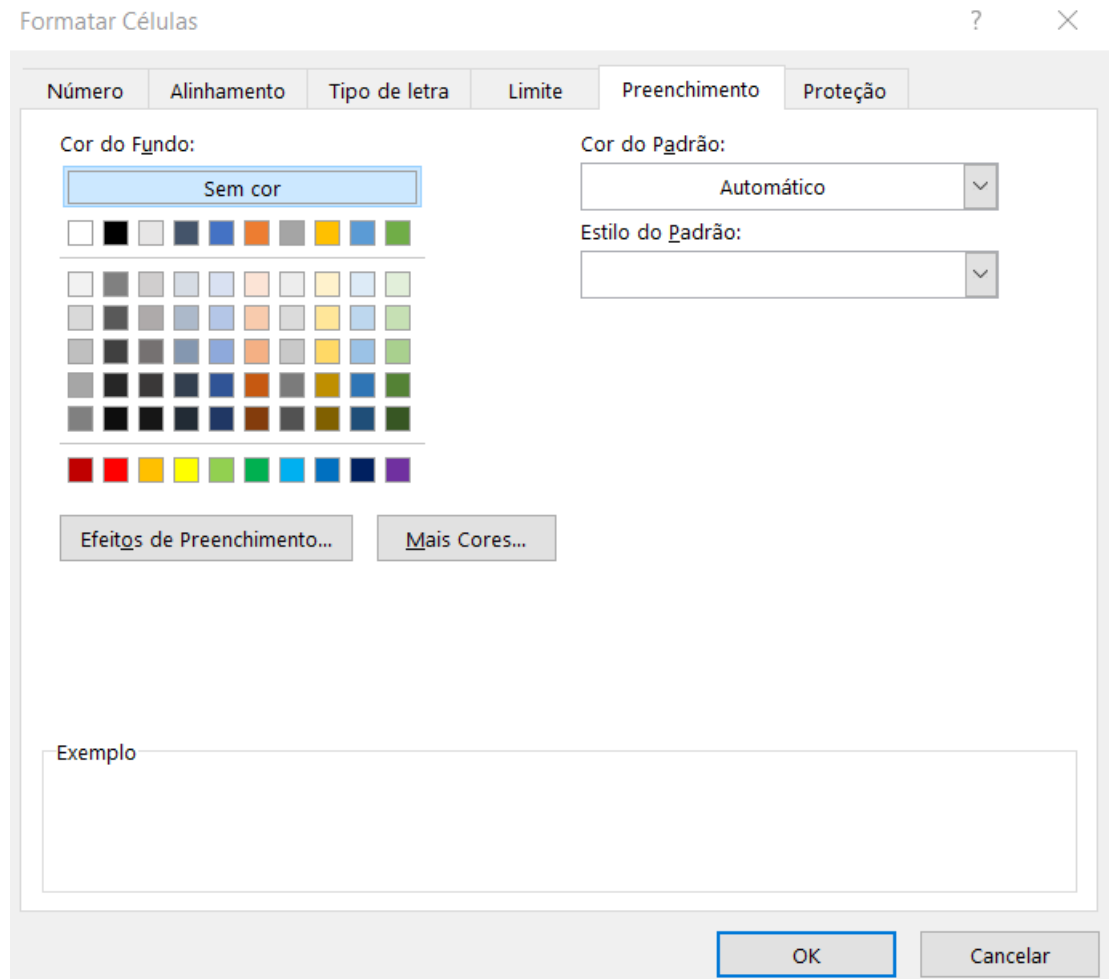 Formatar Células ?
Número Alinhamento Tipo de letra Limite Preenchimento Proteção
Cor do Fundo:
Sem cor
Cor do Padrão:
Automático
Estilo do Padrão:
Efeitos de Preenchimento... Mais Cores...
Exemplo
OK Cancelar